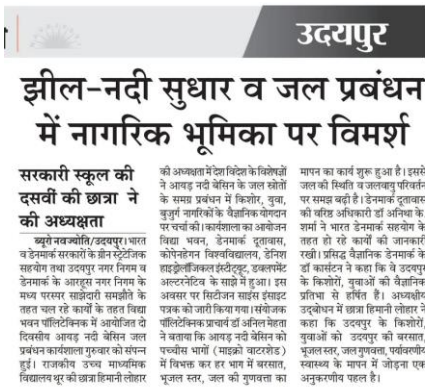 उदयपुर
झील-नदी सुधार व जल प्रबंधन
में नागरिक भूमिका पर विमर्श
सरकारी स्कूल की
दसवीं की छात्रा ने
की अध्यक्षता
ब्यूरो नवज्योति/उदयपुर। भारत
व डेनमार्क सरकारों के ग्रीन स्ट्रेटेजिक
सहयोग तथा उदयपुर नगर निगम व
डेनमार्क के आरहूस नगर निगम के
मध्य परस्पर साझेदारी समझौते के
तहत चल रहे कार्यों के तहत विद्या
भवन पॉलिटेक्निक में आयोजित दो
दिवसीय आयड़ नदी बेसिन जल
प्रबंधन कार्यशाला गुरुवार को संपन्न
हुई। राजकीय उच्च माध्यमिक
विद्यालय थूर की छात्रा हिमानी लोहार
की अध्यक्षता में देश विदेश के विशेषज्ञों
ने आयड़ नदी बेसिन के जल स्रोतों
के समग्र प्रबंधन में किशोर, युवा,
बुजुर्ग नागरिकों के वैज्ञानिक योगदान
पर चर्चा की। कार्यशाला का आयोजन
विद्या भवन, डेनमार्क दूतावास,
कोपेनहेगन विश्वविद्यालय, डेनिश
हाइड्रोलॉजिकल इंस्टीट्यूट, डवलपमेंट
अल्टरनेटिव के साझे में हुआ। इस
अवसर पर सिटीजन साइंस इंसाइट
पत्रक को जारी किया गया। संयोजक
पॉलिटेक्निक प्राचार्य डॉ अनिल मेहता
ने बताया कि आयड़ नदी बेसिन को
पच्चीस भागों (माइक्रो वाटरशेड)
में विभक्त कर हर भाग में बरसात,
भूजल स्तर, जल की गुणवत्ता का
मापन का कार्य शुरू हुआ है। इससे
जल की स्थिति व जलवायु परिवर्तन
पर समझ बढ़ी है। डेनमार्क दूतावास
की वरिष्ठ अधिकारी डॉ अनिथा के.
शर्मा ने भारत डेनमार्क सहयोग के
तहत हो रहे कार्यों की जानकारी
रखी। प्रसिद्ध वैज्ञानिक डेनमार्क के
डॉ कार्सटन ने कहा कि वे उदयपुर
के किशोरों, युवाओं की वैज्ञानिक
प्रतिभा से हर्षित हैं। अध्यक्षीय
उद्बोधन में छात्रा हिमानी लोहार ने
कहा कि उदयपुर के किशोरों,
युवाओं को उदयपुर की बरसात,
भूजल स्तर, जल गुणवत्ता, पर्यावरणीय
स्वास्थ्य के मापन में जोड़ना एक
अनुकरणीय पहल है।